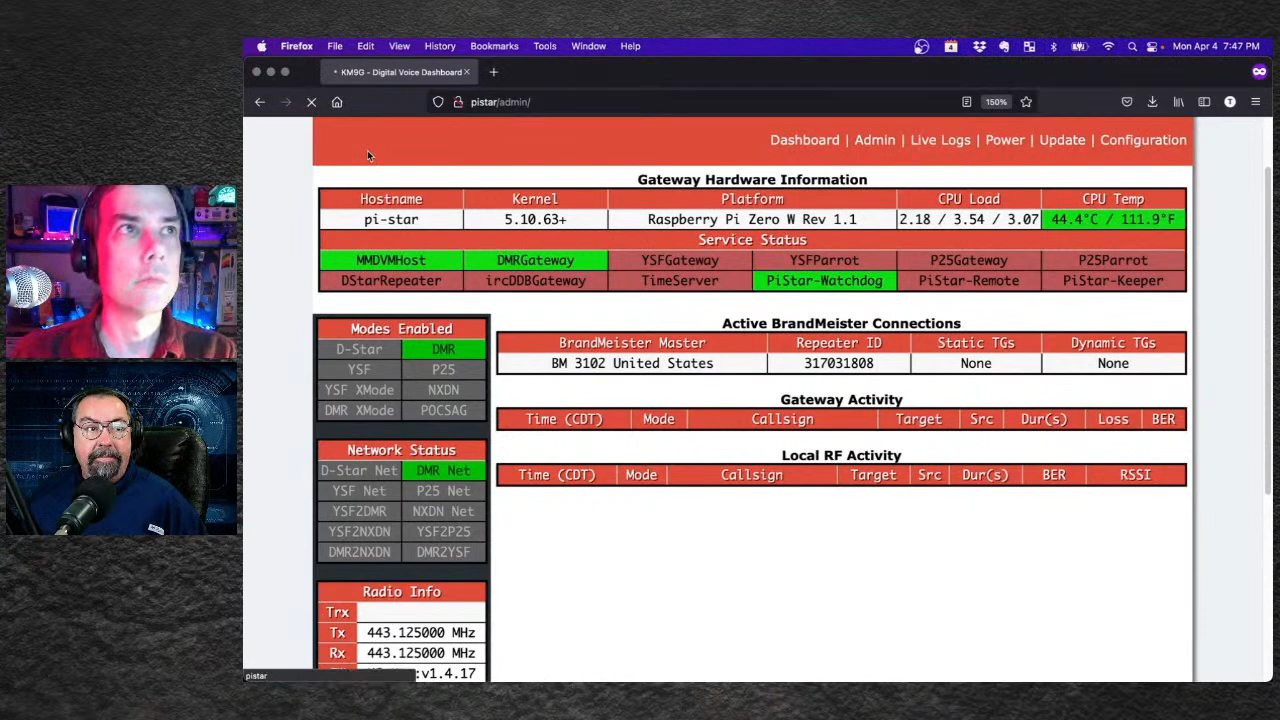 Firefox File Edit View History Bookmarks Tools Window Help Mon Apr 4 7:47 PM
KM9G - Digital Voice Dashboard
pistar/admin/ 150%
Dashboard | Admin | Live Logs | Power | Update | Configuration
Gateway Hardware Information
Hostname Kernel Platform CPU Load CPU Temp
pi-star 5.10.63+ Raspberry Pi Zero W Rev 1.1 2.18 / 3.54 / 3.07 44.4°C / 111.9°F
Service Status
MMDVMHost DMRGateway YSFGateway YSFParrot P25Gateway P25Parrot
DStarRepeater ircDDBGateway TimeServer PiStar-Watchdog PiStar-Remote PiStar-Keeper
Modes Enabled
D-Star DMR
YSF P25
YSF XMode NXDN
DMR XMode POCSAG
Network Status
D-Star Net DMR Net
YSF Net P25 Net
YSF2DMR NXDN Net
YSF2NXDN YSF2P25
DMR2NXDN DMR2YSF
Radio Info
Trx
Tx 443.125000 MHz
Rx 443.125000 MHz
:v1.4.17
Active BrandMeister Connections
BrandMeister Master Repeater ID Static TGs Dynamic TGs
BM 3102 United States 317031808 None None
Gateway Activity
Time (CDT) Mode Callsign Target Src Dur(s) Loss BER
Local RF Activity
Time (CDT) Mode Callsign Target Src Dur(s) BER RSSI
pistar